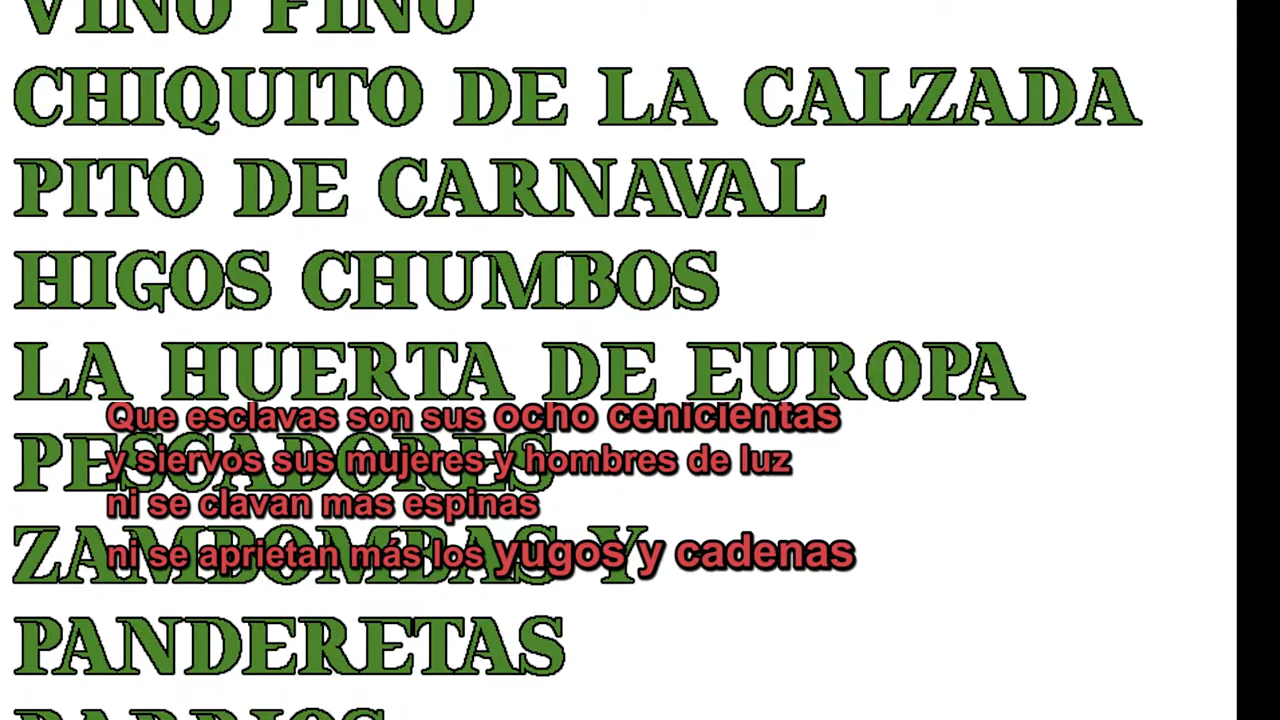 VINO FINO
CHIQUITO DE LA CALZADA
PITO DE CARNAVAL
HIGOS CHUMBOS
LA HUERTA DE EUROPA
Que esclavas son sus ocho cenicientas
PESCADORES
y siervos sus mujeres y hombres de luz
ni se clavan mas espinas
ZAMBOMBAS Y
ni se aprietan más los yugos y cadenas
PANDERETAS
BARRIOS